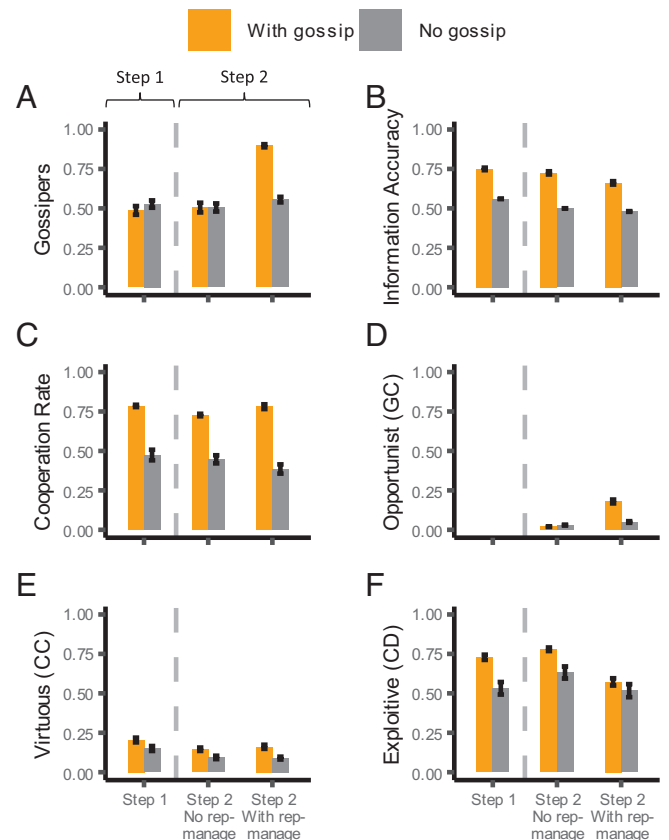 With gossip
No gossip
Step 1
Step 2
A
Gossipers
1.00
0.75
0.50
0.25
0.00
B
Information Accuracy
1.00
0.75
0.50
0.25
0.00
C
Cooperation Rate
1.00
0.75
0.50
0.25
0.00
D
Opportunist (GC)
1.00
0.75
0.50
0.25
0.00
E
Virtuous (CC)
1.00
0.75
0.50
0.25
0.00
Step 1
Step 2
No rep-
manage
Step 2
With rep-
manage
F
Exploitive (CD)
1.00
0.75
0.50
0.25
0.00
Step 1
Step 2
No rep-
manage
Step 2
With rep-
manage